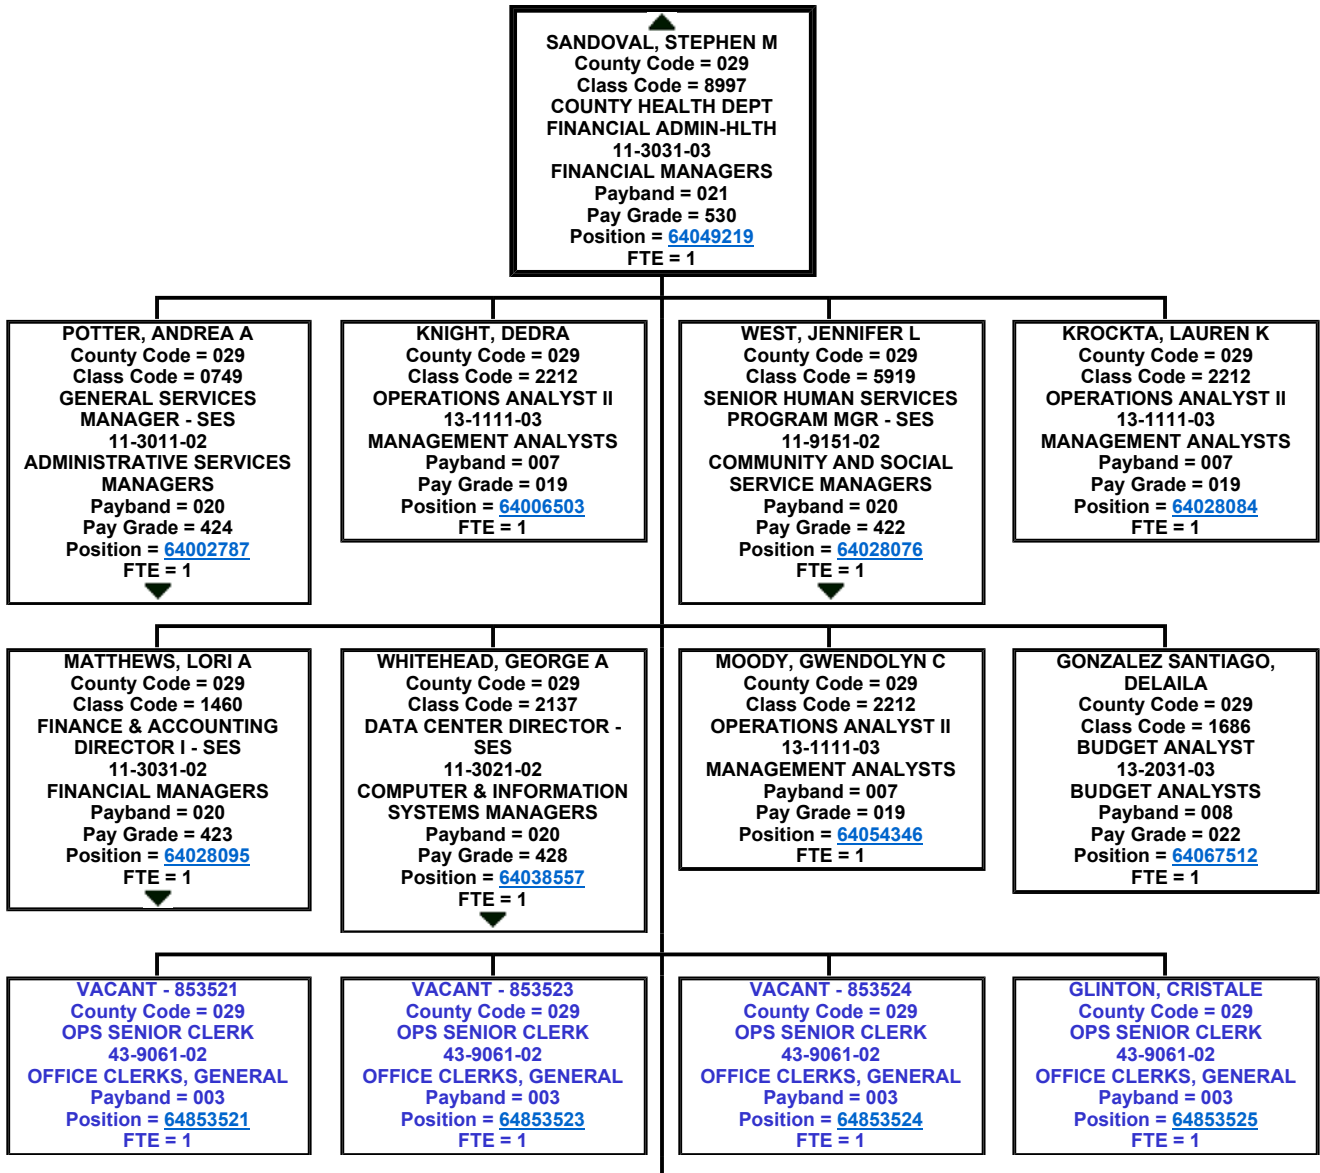 SANDOVAL, STEPHEN M
County Code = 029
Class Code = 8997
COUNTY HEALTH DEPT
FINANCIAL ADMIN-HLTH
11-3031-03
FINANCIAL MANAGERS
Payband = 021
Pay Grade = 530
Position = 64049219
FTE = 1
POTTER, ANDREA A
County Code = 029
Class Code = 0749
GENERAL SERVICES
MANAGER - SES
11-3011-02
ADMINISTRATIVE SERVICES
MANAGERS
Payband = 020
Pay Grade = 424
Position = 64002787
FTE = 1
KNIGHT, DEDRA
County Code = 029
Class Code = 2212
OPERATIONS ANALYST II
13-1111-03
MANAGEMENT ANALYSTS
Payband = 007
Pay Grade = 019
Position = 64006503
FTE = 1
WEST, JENNIFER L
County Code = 029
Class Code = 5919
SENIOR HUMAN SERVICES
PROGRAM MGR - SES
11-9151-02
COMMUNITY AND SOCIAL
SERVICE MANAGERS
Payband = 020
Pay Grade = 422
Position = 64028076
FTE = 1
KROCKTA, LAUREN K
County Code = 029
Class Code = 2212
OPERATIONS ANALYST II
13-1111-03
MANAGEMENT ANALYSTS
Payband = 007
Pay Grade = 019
Position = 64028084
FTE = 1
MATTHEWS, LORI A
County Code = 029
Class Code = 1460
FINANCE & ACCOUNTING
DIRECTOR I - SES
11-3031-02
FINANCIAL MANAGERS
Payband = 020
Pay Grade = 423
Position = 64028095
FTE = 1
WHITEHEAD, GEORGE A
County Code = 029
Class Code = 2137
DATA CENTER DIRECTOR -
SES
11-3021-02
COMPUTER & INFORMATION
SYSTEMS MANAGERS
Payband = 020
Pay Grade = 428
Position = 64038557
FTE = 1
MOODY, GWENDOLYN C
County Code = 029
Class Code = 2212
OPERATIONS ANALYST II
13-1111-03
MANAGEMENT ANALYSTS
Payband = 007
Pay Grade = 019
Position = 64054346
FTE = 1
GONZALEZ SANTIAGO,
DELAILA
County Code = 029
Class Code = 1686
BUDGET ANALYST
13-2031-03
BUDGET ANALYSTS
Payband = 008
Pay Grade = 022
Position = 64067512
FTE = 1
VACANT - 853521
County Code = 029
OPS SENIOR CLERK
43-9061-02
OFFICE CLERKS, GENERAL
Payband = 003
Position = 64853521
FTE = 1
VACANT - 853523
County Code = 029
OPS SENIOR CLERK
43-9061-02
OFFICE CLERKS, GENERAL
Payband = 003
Position = 64853523
FTE = 1
VACANT - 853524
County Code = 029
OPS SENIOR CLERK
43-9061-02
OFFICE CLERKS, GENERAL
Payband = 003
Position = 64853524
FTE = 1
GLINTON, CRISTALE
County Code = 029
OPS SENIOR CLERK
43-9061-02
OFFICE CLERKS, GENERAL
Payband = 003
Position = 64853525
FTE = 1